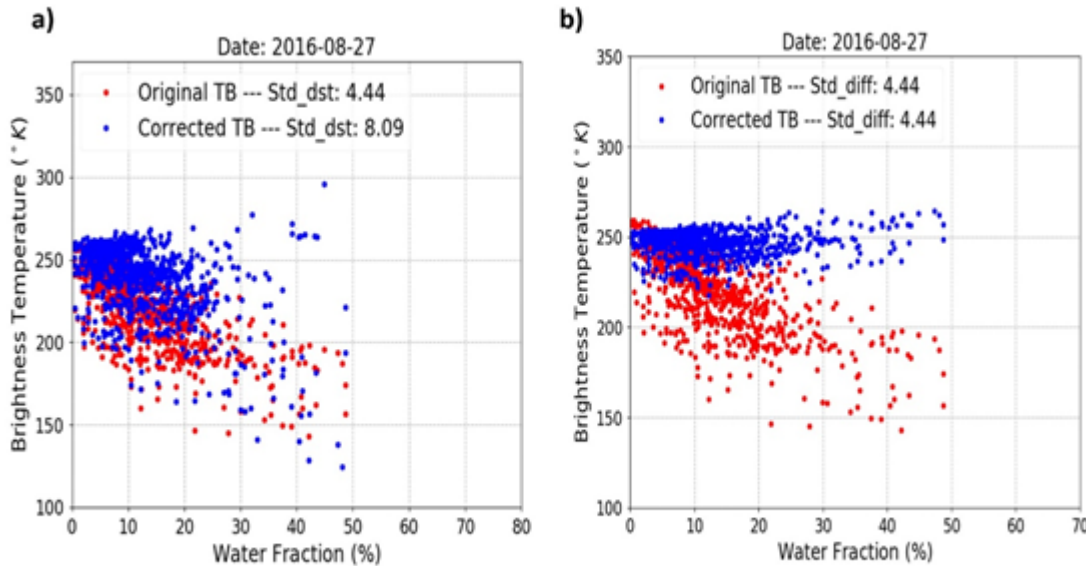 a)
Date: 2016-08-27
Original TB --- Std_dst: 4.44
Corrected TB --- Std_dst: 8.09
Brightness Temperature (°K)
350
300
250
200
150
100
0 10 20 30 40 50 60 70 80
Water Fraction (%)
b)
Date: 2016-08-27
Original TB --- Std_diff: 4.44
Corrected TB --- Std_diff: 4.44
Brightness Temperature (°K)
350
300
250
200
150
100
0 10 20 30 40 50 60 70
Water Fraction (%)